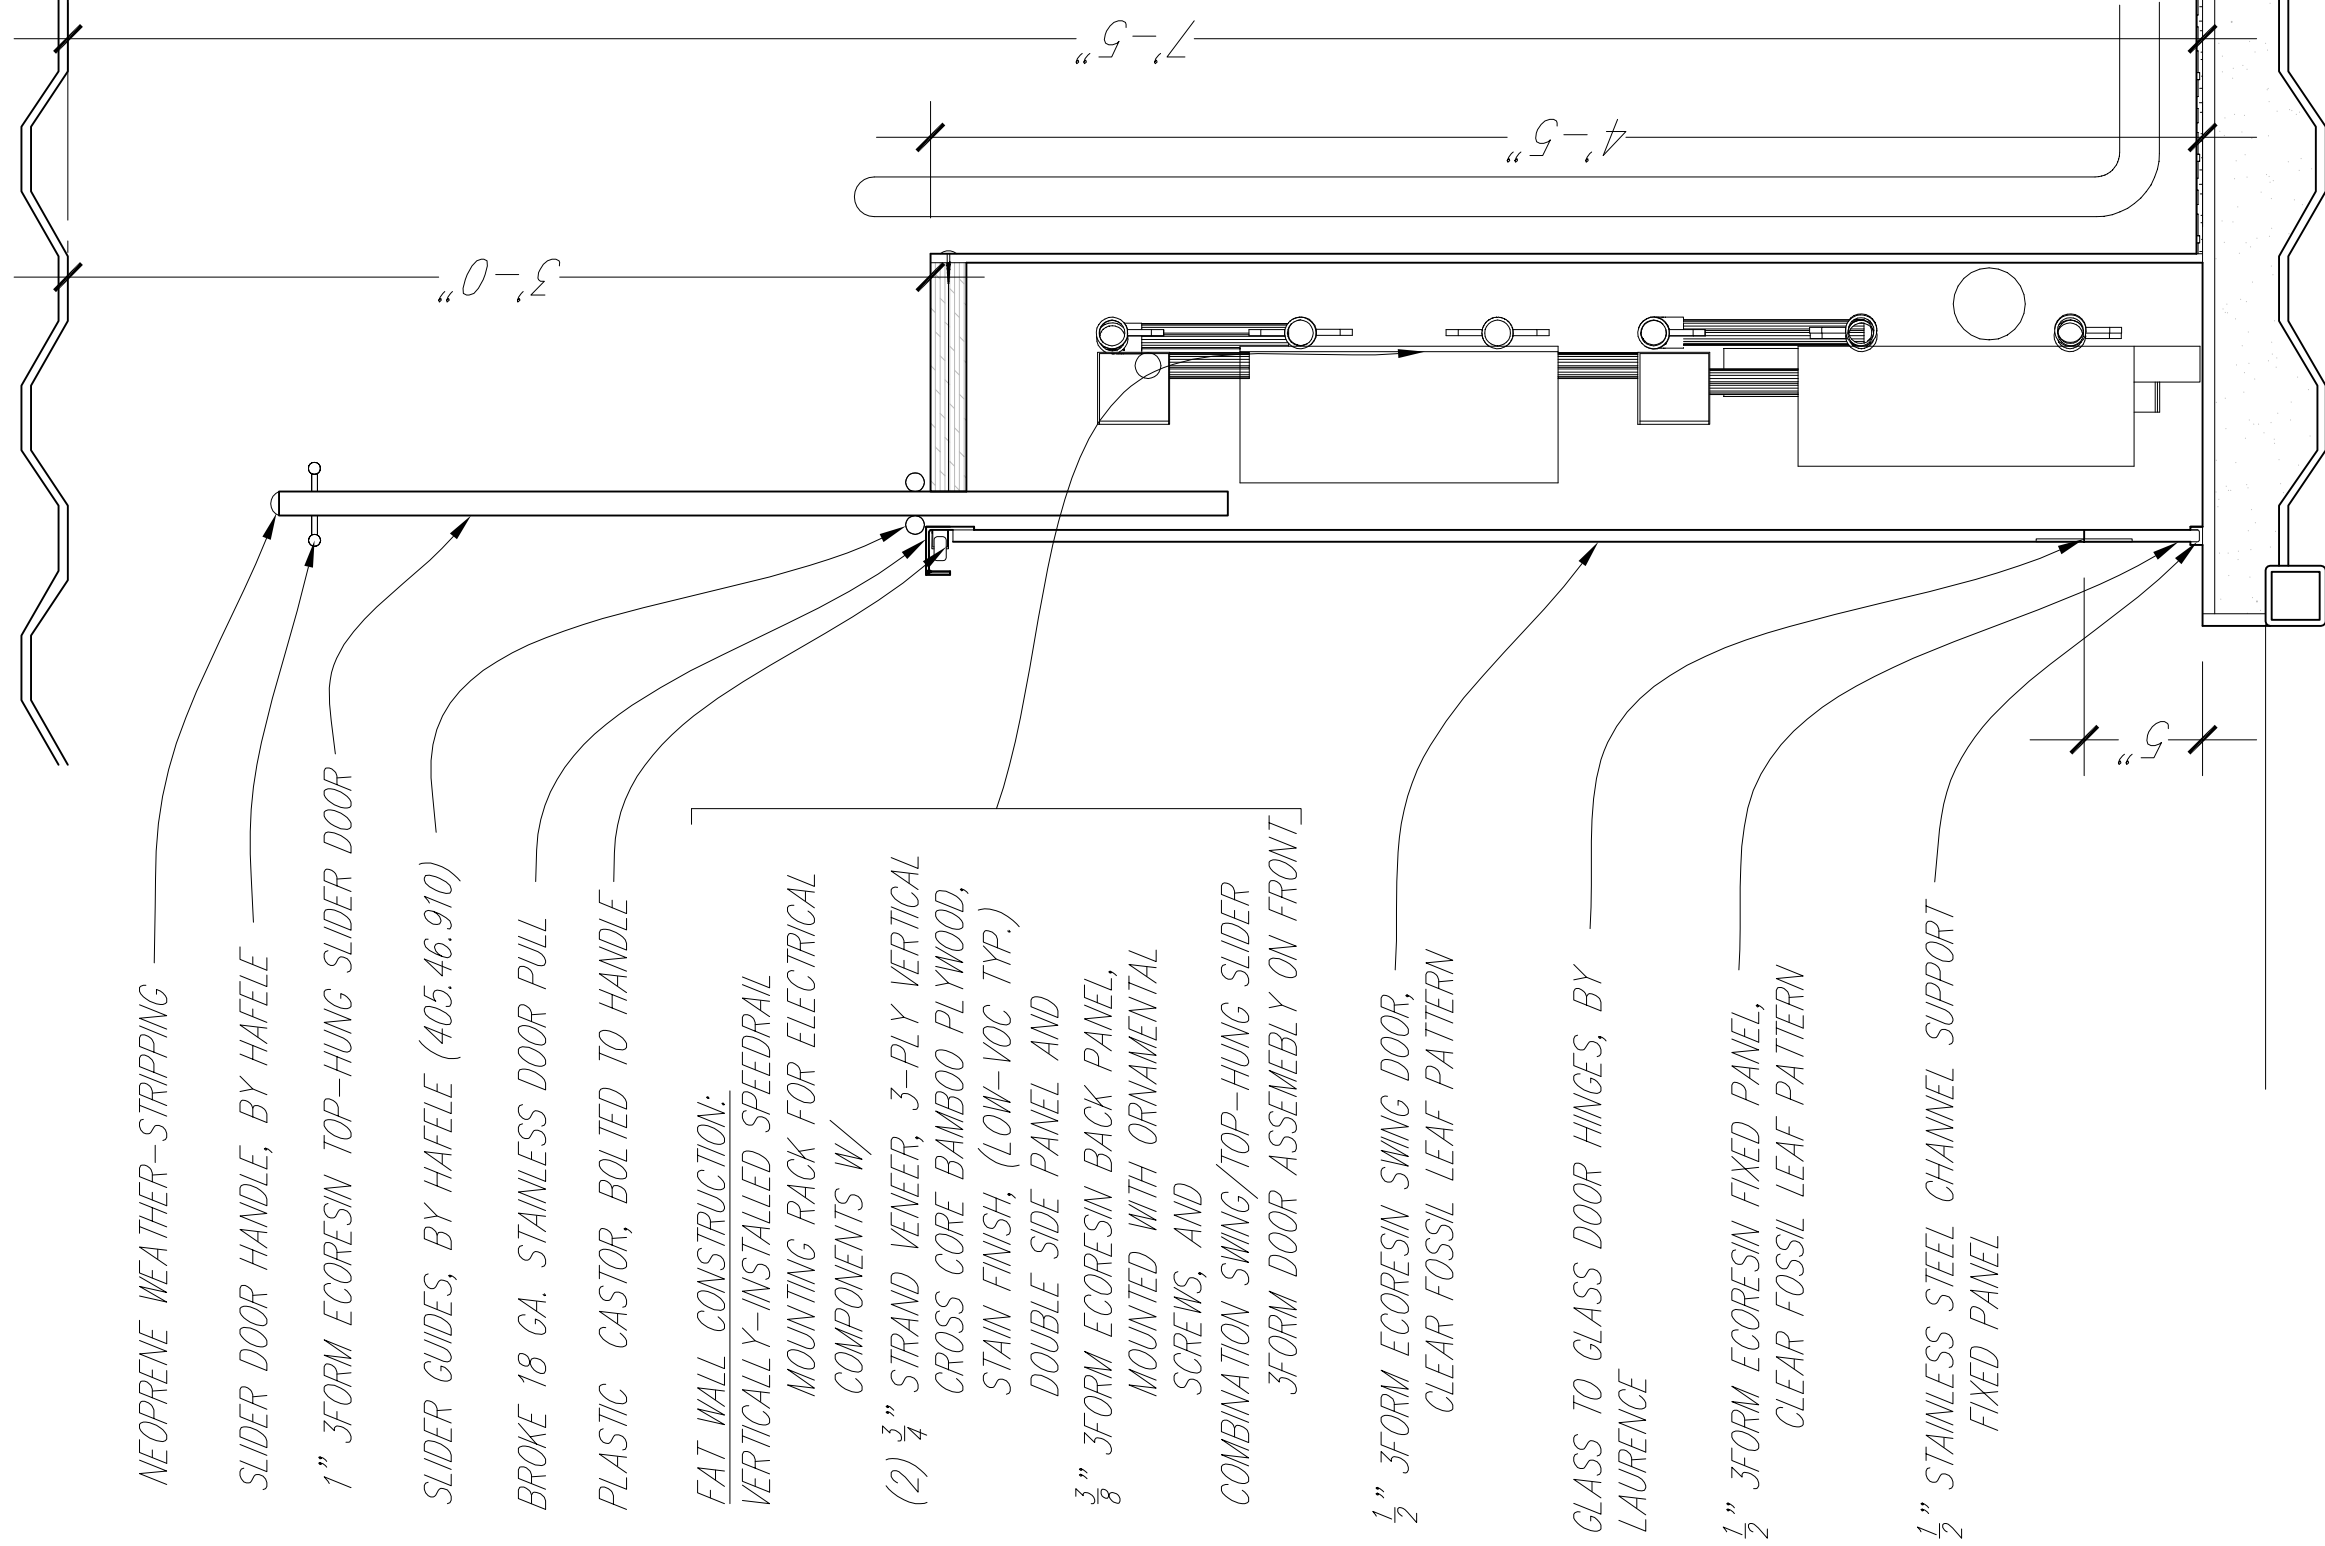 7'-5"
4'-5"
3'-0"
5"
NEOPRENE WEATHER-STRIPPING
SLIDER DOOR HANDLE, BY HAFELE
1" 3FORM ECORESIN TOP-HUNG SLIDER DOOR
SLIDER GUIDES, BY HAFELE (405.46.910)
BROKE 18 GA. STAINLESS DOOR PULL
PLASTIC CASTOR, BOLTED TO HANDLE
FAT WALL CONSTRUCTION:
VERTICALLY-INSTALLED SPEEDRAIL
MOUNTING RACK FOR ELECTRICAL
COMPONENTS W/
(2) 3/4" STRAND VENEER, 3-PLY VERTICAL
CROSS CORE BAMBOO PLYWOOD,
STAIN FINISH, (LOW-VOC TYP.)
DOUBLE SIDE PANEL AND
3/8" 3FORM ECORESIN BACK PANEL,
MOUNTED WITH ORNAMENTAL
SCREWS, AND
COMBINATION SWING/TOP-HUNG SLIDER
3FORM DOOR ASSEMEBLY ON FRONT
1/2" 3FORM ECORESIN SWING DOOR,
CLEAR FOSSIL LEAF PATTERN
GLASS TO GLASS DOOR HINGES, BY
LAURENCE
1/2" 3FORM ECORESIN FIXED PANEL,
CLEAR FOSSIL LEAF PATTERN
1/2" STAINLESS STEEL CHANNEL SUPPORT
FIXED PANEL